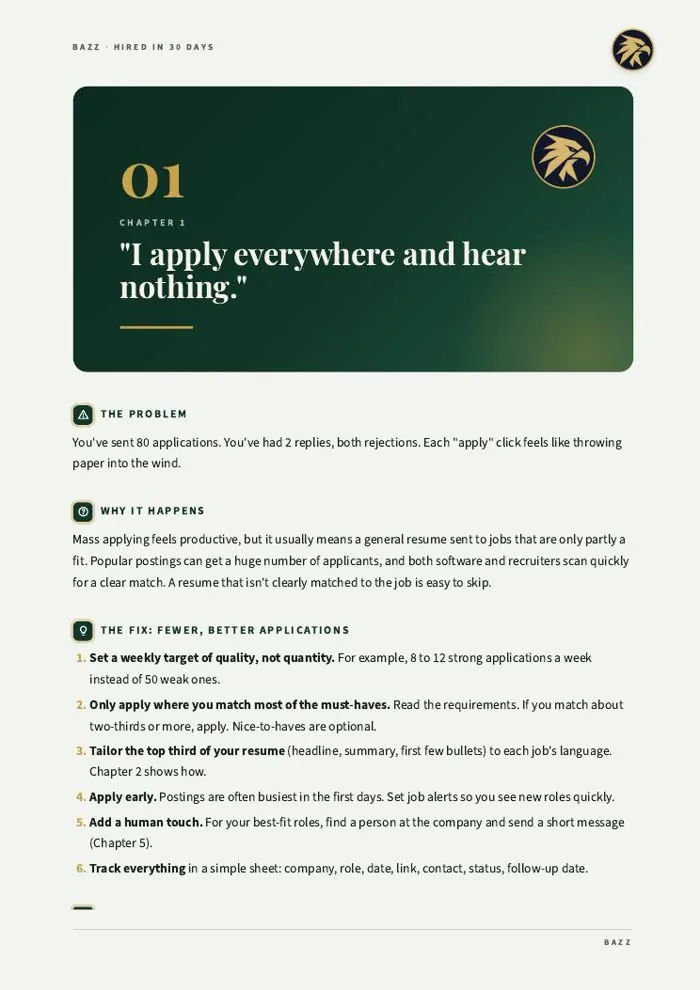 BAZZ · HIRED IN 30 DAYS
01
CHAPTER 1
"I apply everywhere and hear
nothing."
THE PROBLEM
You've sent 80 applications. You've had 2 replies, both rejections. Each "apply" click feels like throwing
paper into the wind.
WHY IT HAPPENS
Mass applying feels productive, but it usually means a general resume sent to jobs that are only partly a
fit. Popular postings can get a huge number of applicants, and both software and recruiters scan quickly
for a clear match. A resume that isn't clearly matched to the job is easy to skip.
THE FIX: FEWER, BETTER APPLICATIONS
1. Set a weekly target of quality, not quantity. For example, 8 to 12 strong applications a week
instead of 50 weak ones.
2. Only apply where you match most of the must-haves. Read the requirements. If you match about
two-thirds or more, apply. Nice-to-haves are optional.
3. Tailor the top third of your resume (headline, summary, first few bullets) to each job's language.
Chapter 2 shows how.
4. Apply early. Postings are often busiest in the first days. Set job alerts so you see new roles quickly.
5. Add a human touch. For your best-fit roles, find a person at the company and send a short message
(Chapter 5).
6. Track everything in a simple sheet: company, role, date, link, contact, status, follow-up date.
BAZZ